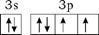 3s 3p
↑↓ ↑↓ ↑ ↑